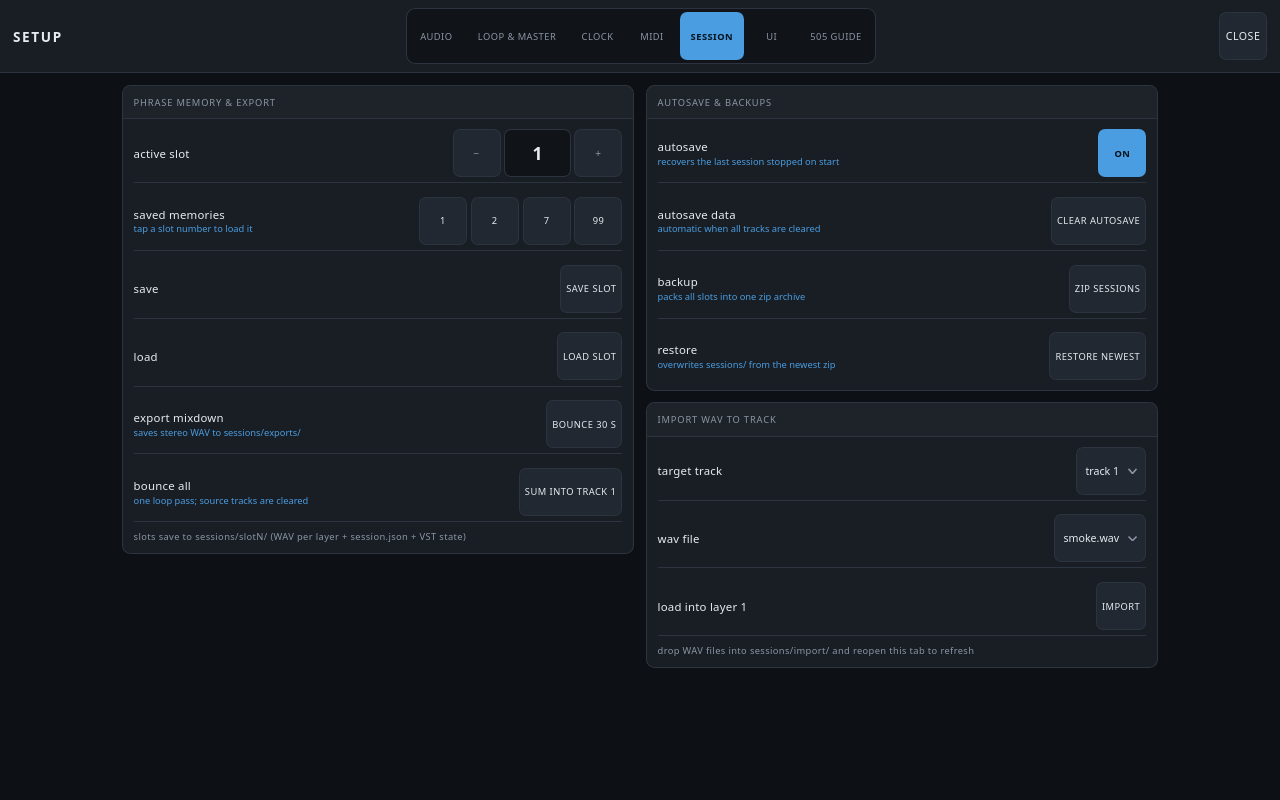 SETUP
AUDIO
LOOP & MASTER
CLOCK
MIDI
SESSION
UI
505 GUIDE
CLOSE
PHRASE MEMORY & EXPORT
active slot
−
1
+
saved memories
tap a slot number to load it
1
2
7
99
save
SAVE SLOT
load
LOAD SLOT
export mixdown
saves stereo WAV to sessions/exports/
BOUNCE 30 S
bounce all
one loop pass; source tracks are cleared
SUM INTO TRACK 1
slots save to sessions/slotN/ (WAV per layer + session.json + VST state)
AUTOSAVE & BACKUPS
autosave
recovers the last session stopped on start
ON
autosave data
automatic when all tracks are cleared
CLEAR AUTOSAVE
backup
packs all slots into one zip archive
ZIP SESSIONS
restore
overwrites sessions/ from the newest zip
RESTORE NEWEST
IMPORT WAV TO TRACK
target track
track 1
wav file
smoke.wav
load into layer 1
IMPORT
drop WAV files into sessions/import/ and reopen this tab to refresh